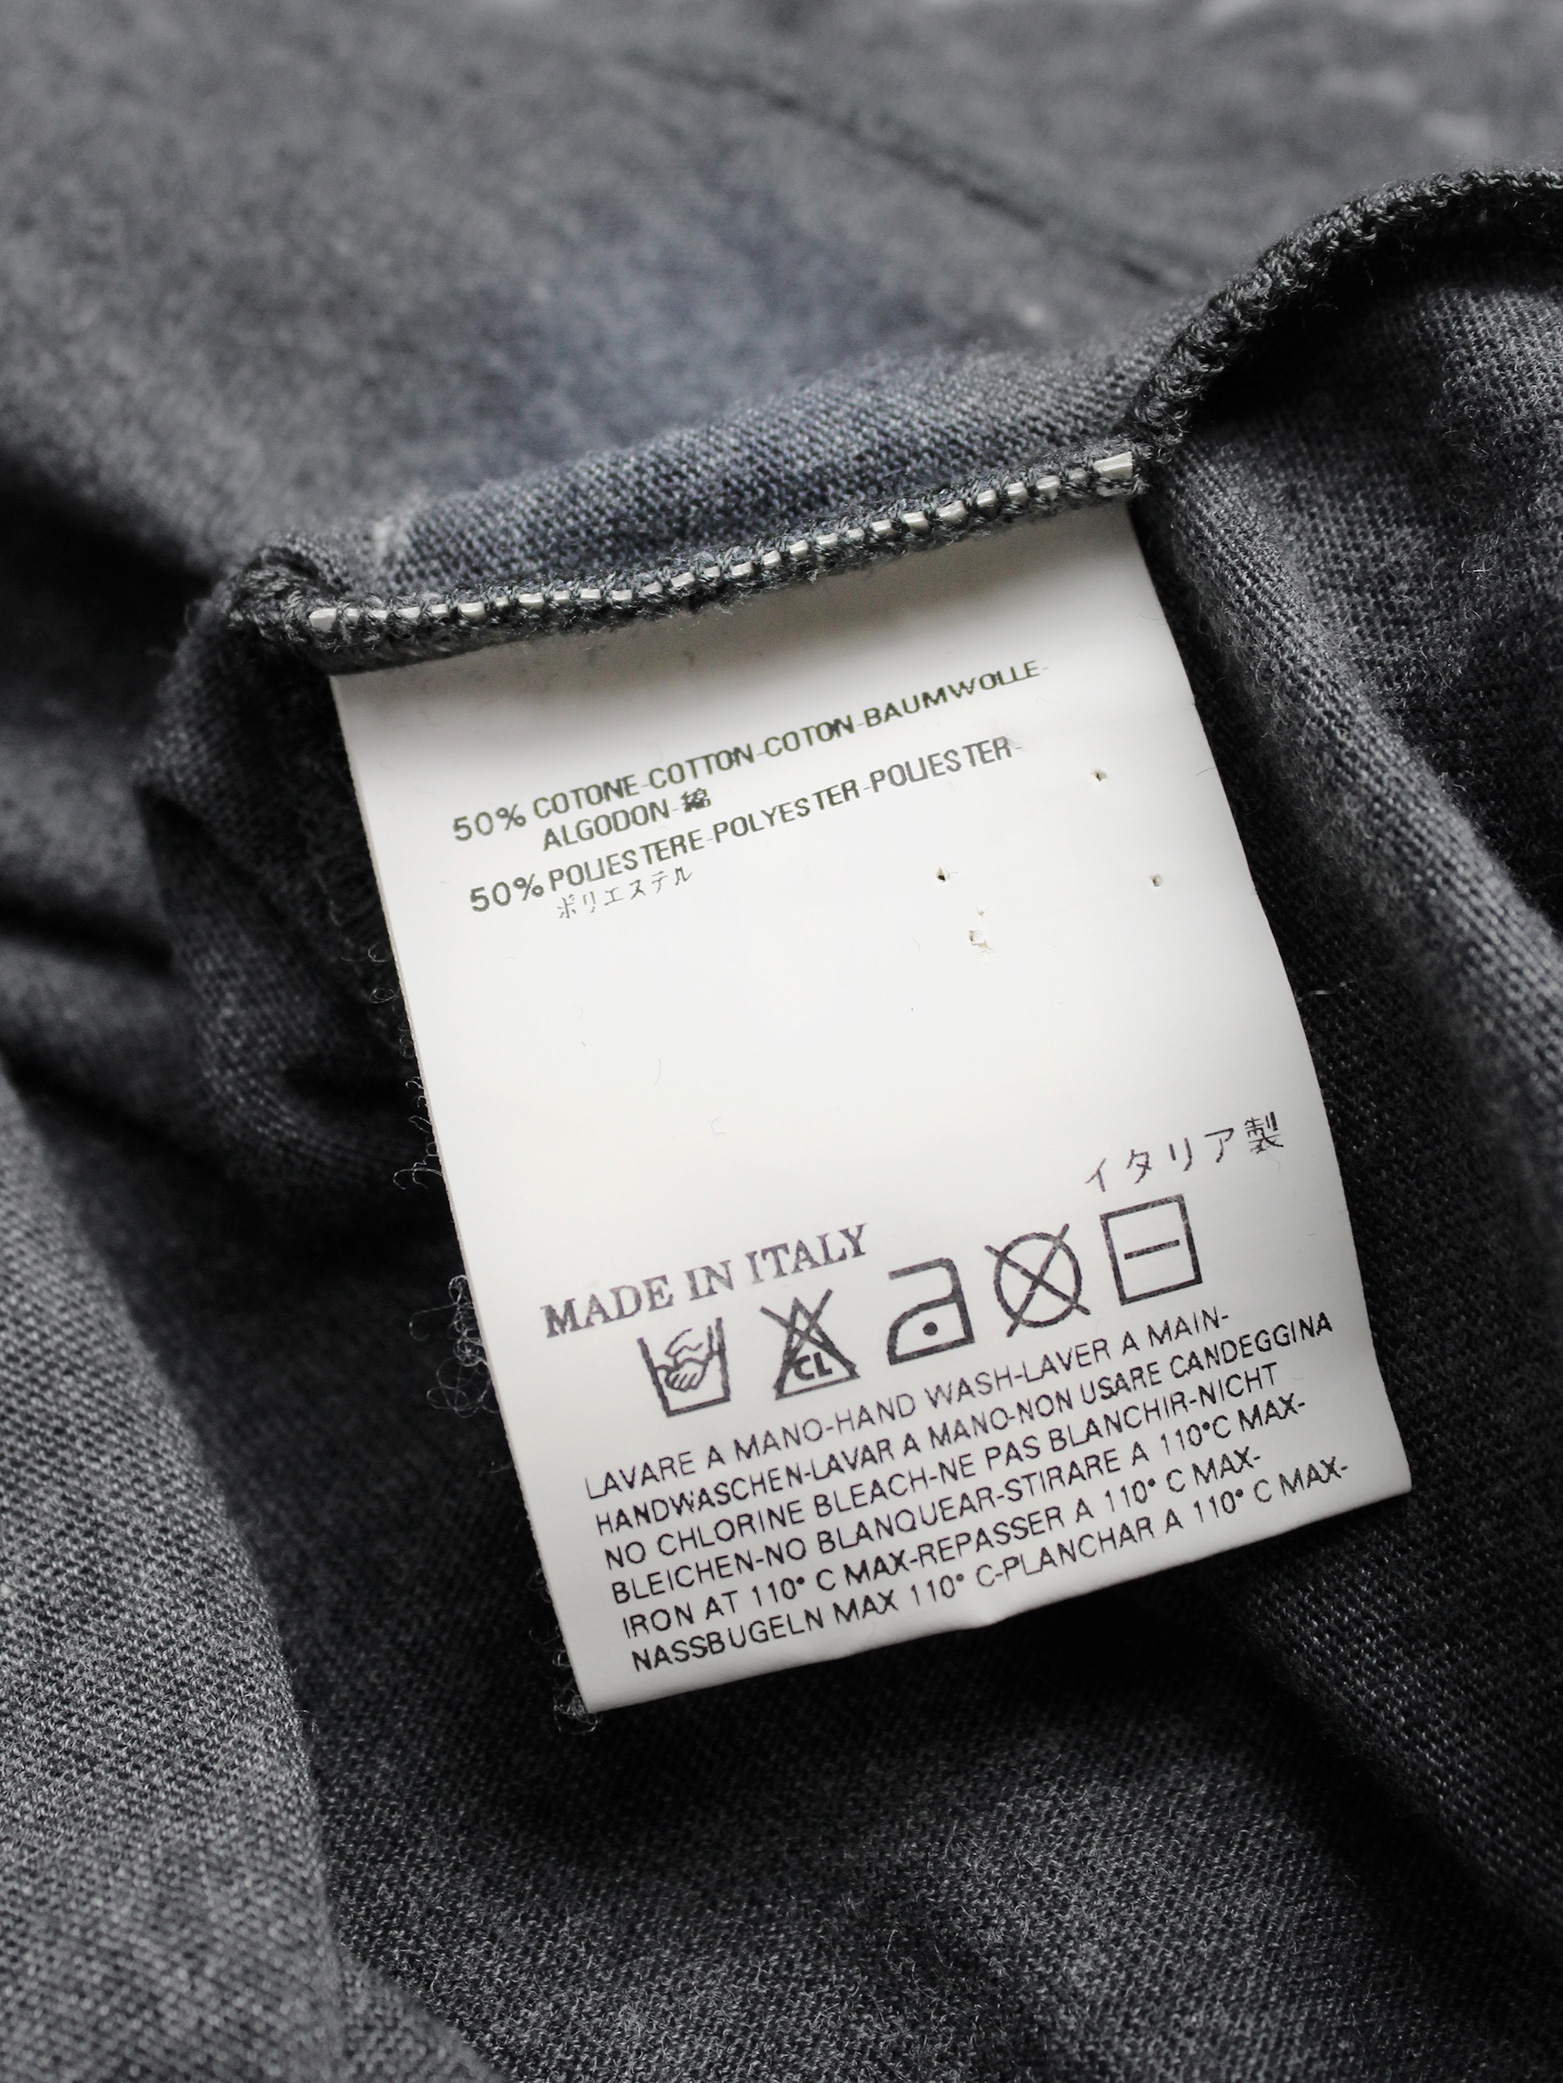 50% COTONE-COTTON-COTON-BAUMWOLLE-
ALGODON-綿
50% POLIESTERE-POLYESTER-POLIESTER-
ポリエステル
イタリア製
MADE IN ITALY
CL
LAVARE A MANO-HAND WASH-LAVER A MAIN-
HANDWASCHEN-LAVAR A MANO-NON USARE CANDEGGINA
NO CHLORINE BLEACH-NE PAS BLANCHIR-NICHT
BLEICHEN-NO BLANQUEAR-STIRARE A 110°C MAX-
IRON AT 110° C MAX-REPASSER A 110° C MAX-
NASSBUGELN MAX 110° C-PLANCHAR A 110° C MAX-